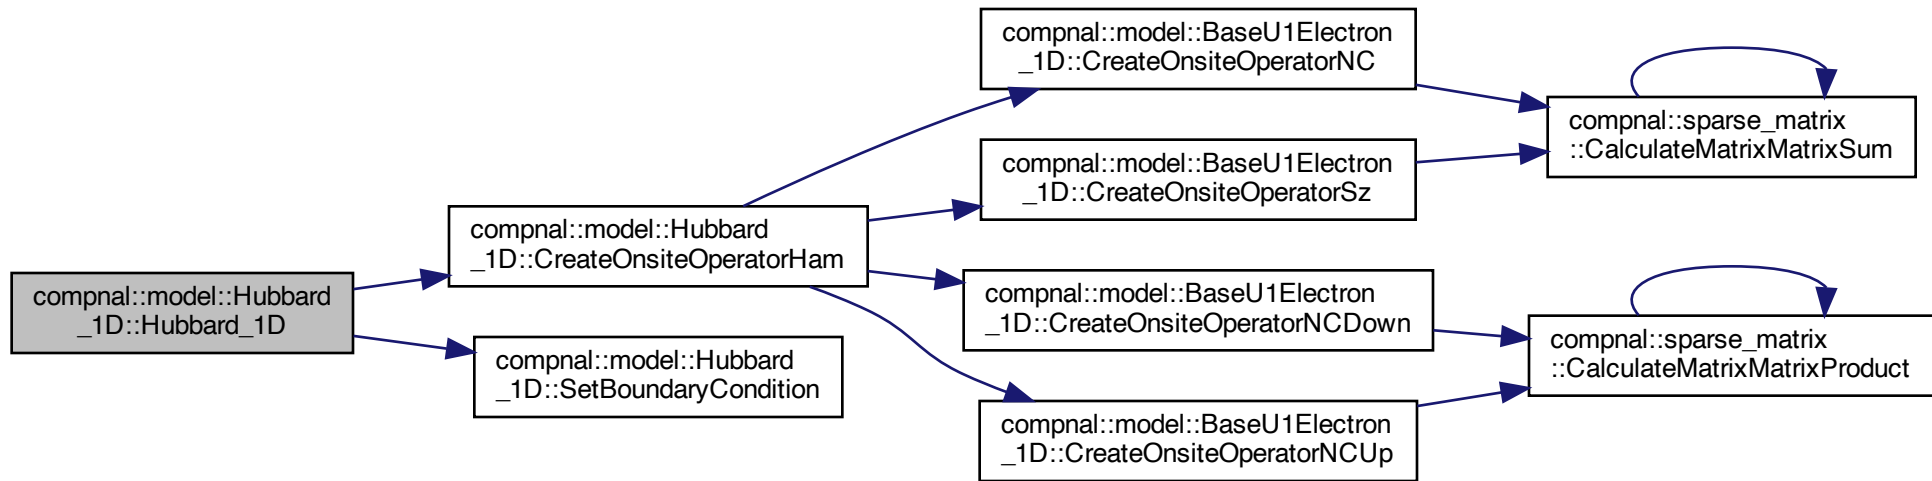 compnal::model::Hubbard
_1D::Hubbard_1D
compnal::model::Hubbard
_1D::CreateOnsiteOperatorHam
compnal::model::Hubbard
_1D::SetBoundaryCondition
compnal::model::BaseU1Electron
_1D::CreateOnsiteOperatorNC
compnal::model::BaseU1Electron
_1D::CreateOnsiteOperatorSz
compnal::model::BaseU1Electron
_1D::CreateOnsiteOperatorNCDown
compnal::model::BaseU1Electron
_1D::CreateOnsiteOperatorNCUp
compnal::sparse_matrix
::CalculateMatrixMatrixSum
compnal::sparse_matrix
::CalculateMatrixMatrixProduct